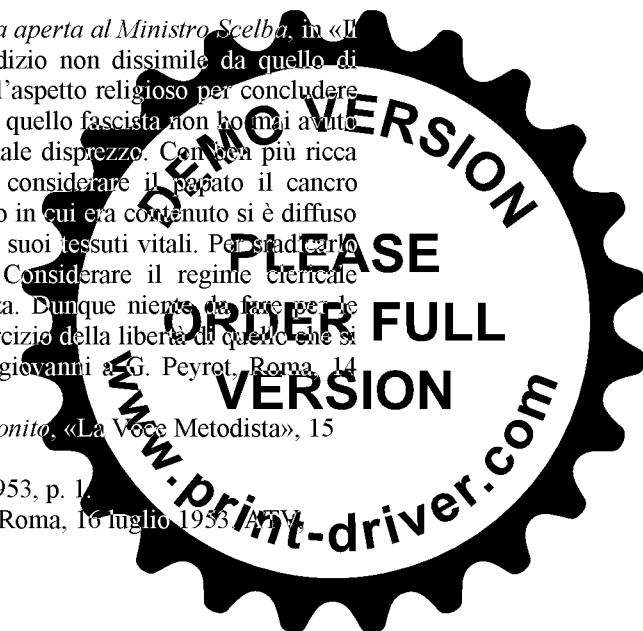 a aperta al Ministro Scelba, in «Il
dizio non dissimile da quello di
l'aspetto religioso per concludere
quello fascista non ho mai avuto
tale disprezzo. Con ben più ricca
considerare il papato il cancro
o in cui era contenuto si è diffuso
suoi tessuti vitali. Per sradicarlo
Considerare il regime clericale
za. Dunque niente da fare per le
rcizio della libertà di quello che si
giovanni a G. Peyrot, Roma, 14
onito, «La Voce Metodista», 15
953, p. 1.
Roma, 16 luglio 1953, ATV,
DEMO VERSION
PLEASE
ORDER FULL
VERSION
www.print-driver.com